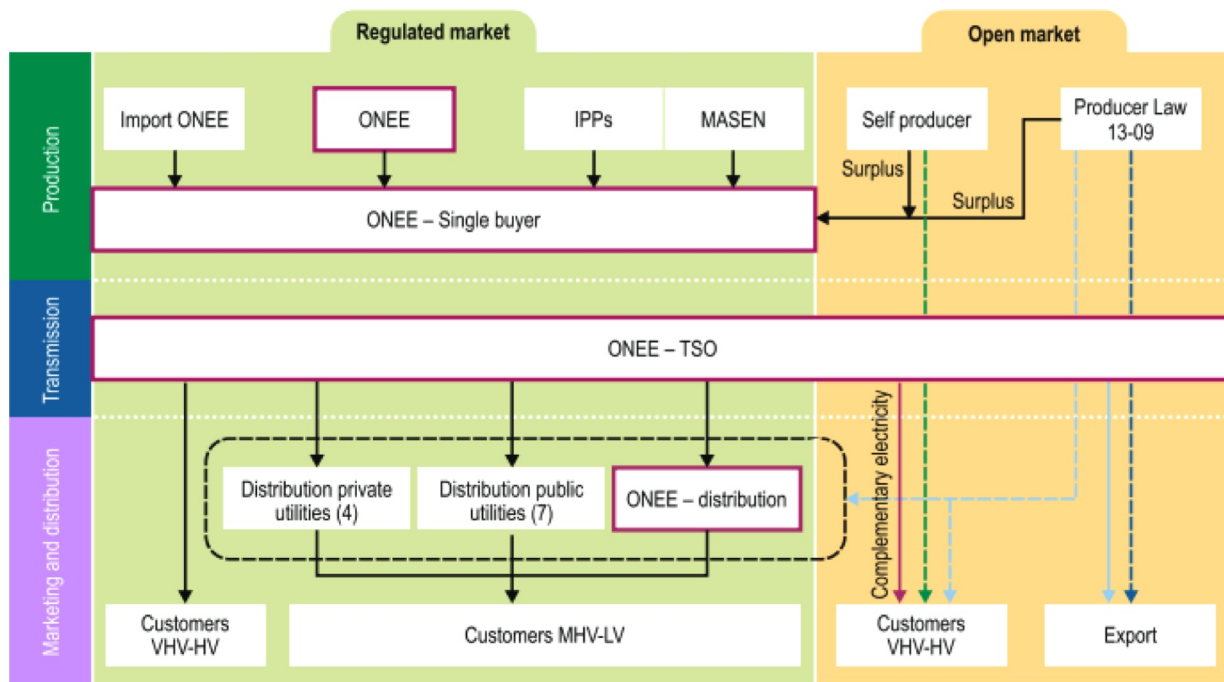 Regulated market
Open market
Production
Import ONEE
ONEE
IPPs
MASEN
Self producer
Producer Law
13-09
Surplus
Surplus
ONEE – Single buyer
Transmission
ONEE – TSO
Marketing and distribution
Distribution private
utilities (4)
Distribution public
utilities (7)
ONEE – distribution
Complementary electricity
Customers
VHV-HV
Customers MHV-LV
Customers
VHV-HV
Export